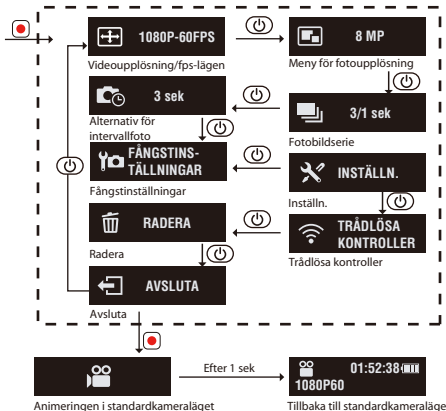 1080P-60FPS
Videoupplösning/fps-lägen
8 MP
Meny för fotoupplösning
3 sek
Alternativ för
intervallfoto
3/1 sek
Fotobildserie
FÅNGSTINS-
TÄLLNINGAR
Fångstinställningar
INSTÄLLN.
Inställn.
RADERA
Radera
TRÅDLÖSA
KONTROLLER
Trådlösa kontroller
AVSLUTA
Avsluta
Animeringen i standardkameraläget
Efter 1 sek
01:52:38
1080P60
Tillbaka till standardkameraläge